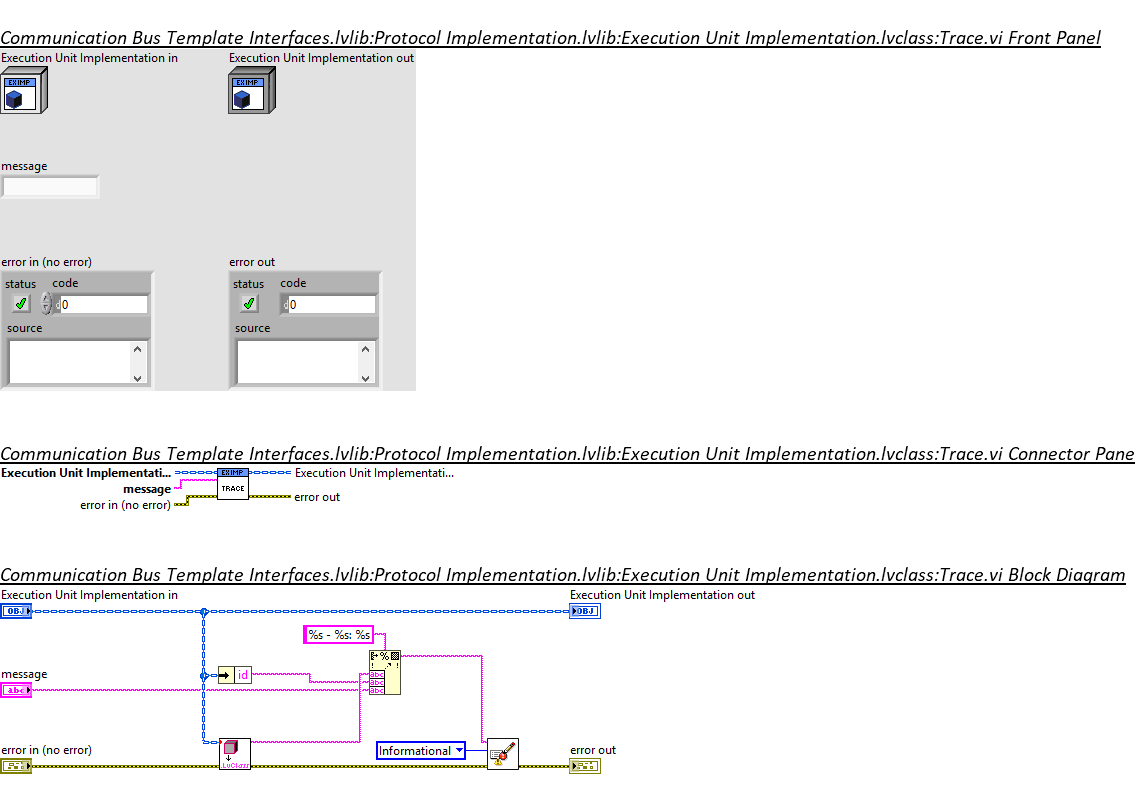 Communication Bus Template Interfaces.lvlib:Protocol Implementation.lvlib:Execution Unit Implementation.lvclass:Trace.vi Front Panel
Execution Unit Implementation in
Execution Unit Implementation out
EXIMP
EXIMP
message
error in (no error)
error out
status
code
status
code
0
0
source
source
Communication Bus Template Interfaces.lvlib:Protocol Implementation.lvlib:Execution Unit Implementation.lvclass:Trace.vi Connector Pane
Execution Unit Implementati...
EXIMP
Execution Unit Implementati...
message
TRACE
error in (no error)
error out
Communication Bus Template Interfaces.lvlib:Protocol Implementation.lvlib:Execution Unit Implementation.lvclass:Trace.vi Block Diagram
Execution Unit Implementation in
Execution Unit Implementation out
OBJ
OBJ
%s - %s: %s
%
message
id
abc
abc
abc
abc
error in (no error)
Informational
error out
.LvClass